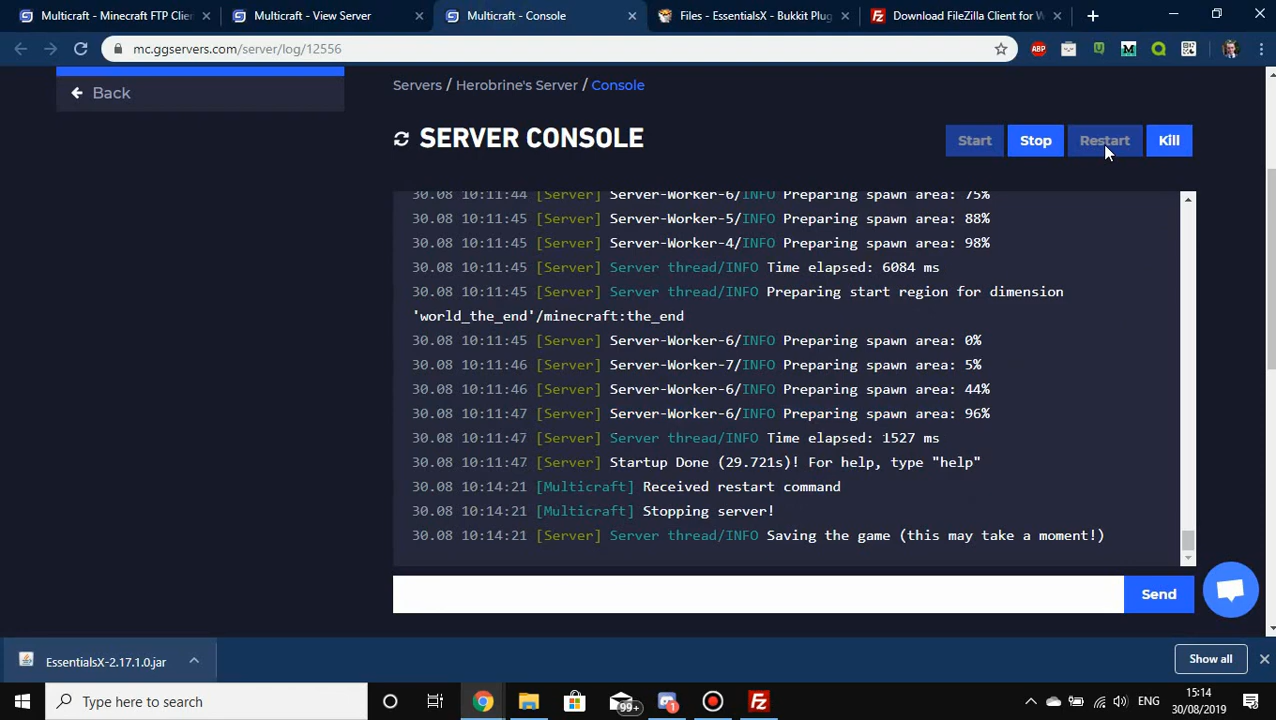 Multicraft - Minecraft FTP Clie
Multicraft - View Server
Multicraft - Console
Files - EssentialsX - Bukkit Plug
Download FileZilla Client for W
mc.ggservers.com/server/log/12556
ABP
Back
Servers / Herobrine's Server / Console
SERVER CONSOLE
Start
Stop
Restart
Kill
30.08 10:11:44 [Server] Server-Worker-6/INFO Preparing spawn area: 75%
30.08 10:11:45 [Server] Server-Worker-5/INFO Preparing spawn area: 88%
30.08 10:11:45 [Server] Server-Worker-4/INFO Preparing spawn area: 98%
30.08 10:11:45 [Server] Server thread/INFO Time elapsed: 6084 ms
30.08 10:11:45 [Server] Server thread/INFO Preparing start region for dimension
'world_the_end'/minecraft:the_end
30.08 10:11:45 [Server] Server-Worker-6/INFO Preparing spawn area: 0%
30.08 10:11:46 [Server] Server-Worker-7/INFO Preparing spawn area: 5%
30.08 10:11:46 [Server] Server-Worker-6/INFO Preparing spawn area: 44%
30.08 10:11:47 [Server] Server-Worker-6/INFO Preparing spawn area: 96%
30.08 10:11:47 [Server] Server thread/INFO Time elapsed: 1527 ms
30.08 10:11:47 [Server] Startup Done (29.721s)! For help, type "help"
30.08 10:14:21 [Multicraft] Received restart command
30.08 10:14:21 [Multicraft] Stopping server!
30.08 10:14:21 [Server] Server thread/INFO Saving the game (this may take a moment!)
Send
EssentialsX-2.17.1.0.jar
Show all
Type here to search
99+
1
ENG
15:14
30/08/2019